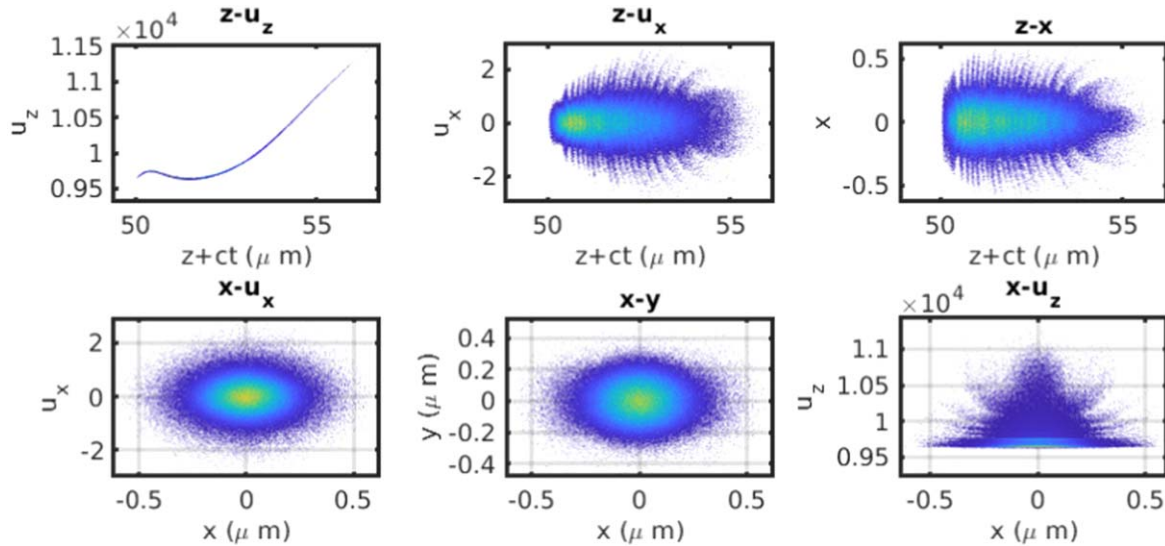 z-u_z z-u_x z-x
×10^4
1.15
1.1
1.05
1
0.95
u_z
50 55
z+ct (μ m)
2
0
-2
u_x
50 55
z+ct (μ m)
0.5
0
-0.5
x
50 55
z+ct (μ m)
x-u_x x-y x-u_z
2
0
-2
u_x
-0.5 0 0.5
x (μ m)
0.4
0.2
0
-0.2
-0.4
y (μ m)
-0.5 0 0.5
x (μ m)
×10^4
1.1
1.05
1
0.95
u_z
-0.5 0 0.5
x (μ m)